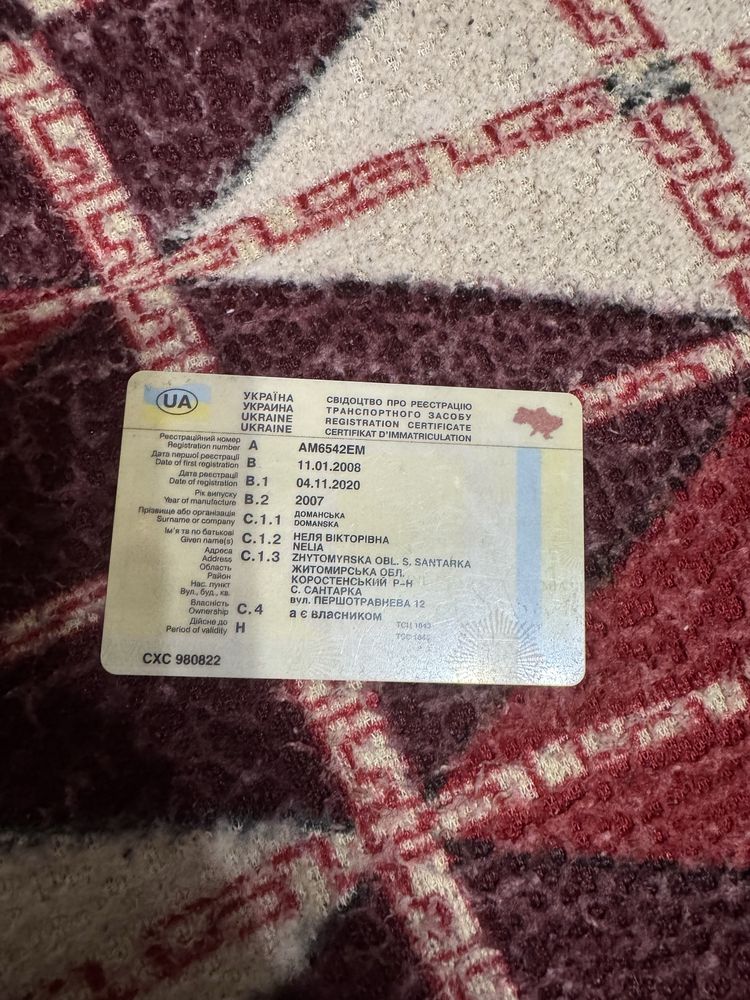 UA
УКРАЇНА
УКРАИНА
UKRAINE
UKRAINE
СВІДОЦТВО ПРО РЕЄСТРАЦІЮ
ТРАНСПОРТНОГО ЗАСОБУ
REGISTRATION CERTIFICATE
CERTIFIKAT D'IMMATRICULATION
Реєстраційний номер
Registration number A AM6542EM
Дата першої реєстрації
Date of first registration B 11.01.2008
Дата реєстрації
Date of registration B.1 04.11.2020
Рік випуску
Year of manufacture B.2 2007
Прізвище або організація
Surname or company C.1.1 ДОМАНСЬКА
DOMANSKA
Ім'я та по батькові
Given name(s) C.1.2 НЕЛЯ ВІКТОРІВНА
NELIA
Адреса
Address C.1.3 ZHYTOMYRSKA OBL. S. SANTARKA
Область ЖИТОМИРСЬКА ОБЛ.
Район КОРОСТЕНСЬКИЙ Р-Н
Нас. пункт С. САНТАРКА
Вул., буд., кв. вул. ПЕРШОТРАВНЕВА 12
Власність
Ownership C.4 а є власником
Дійсне до
Period of validity H
ТСЦ 1843
TSC
CXC 980822